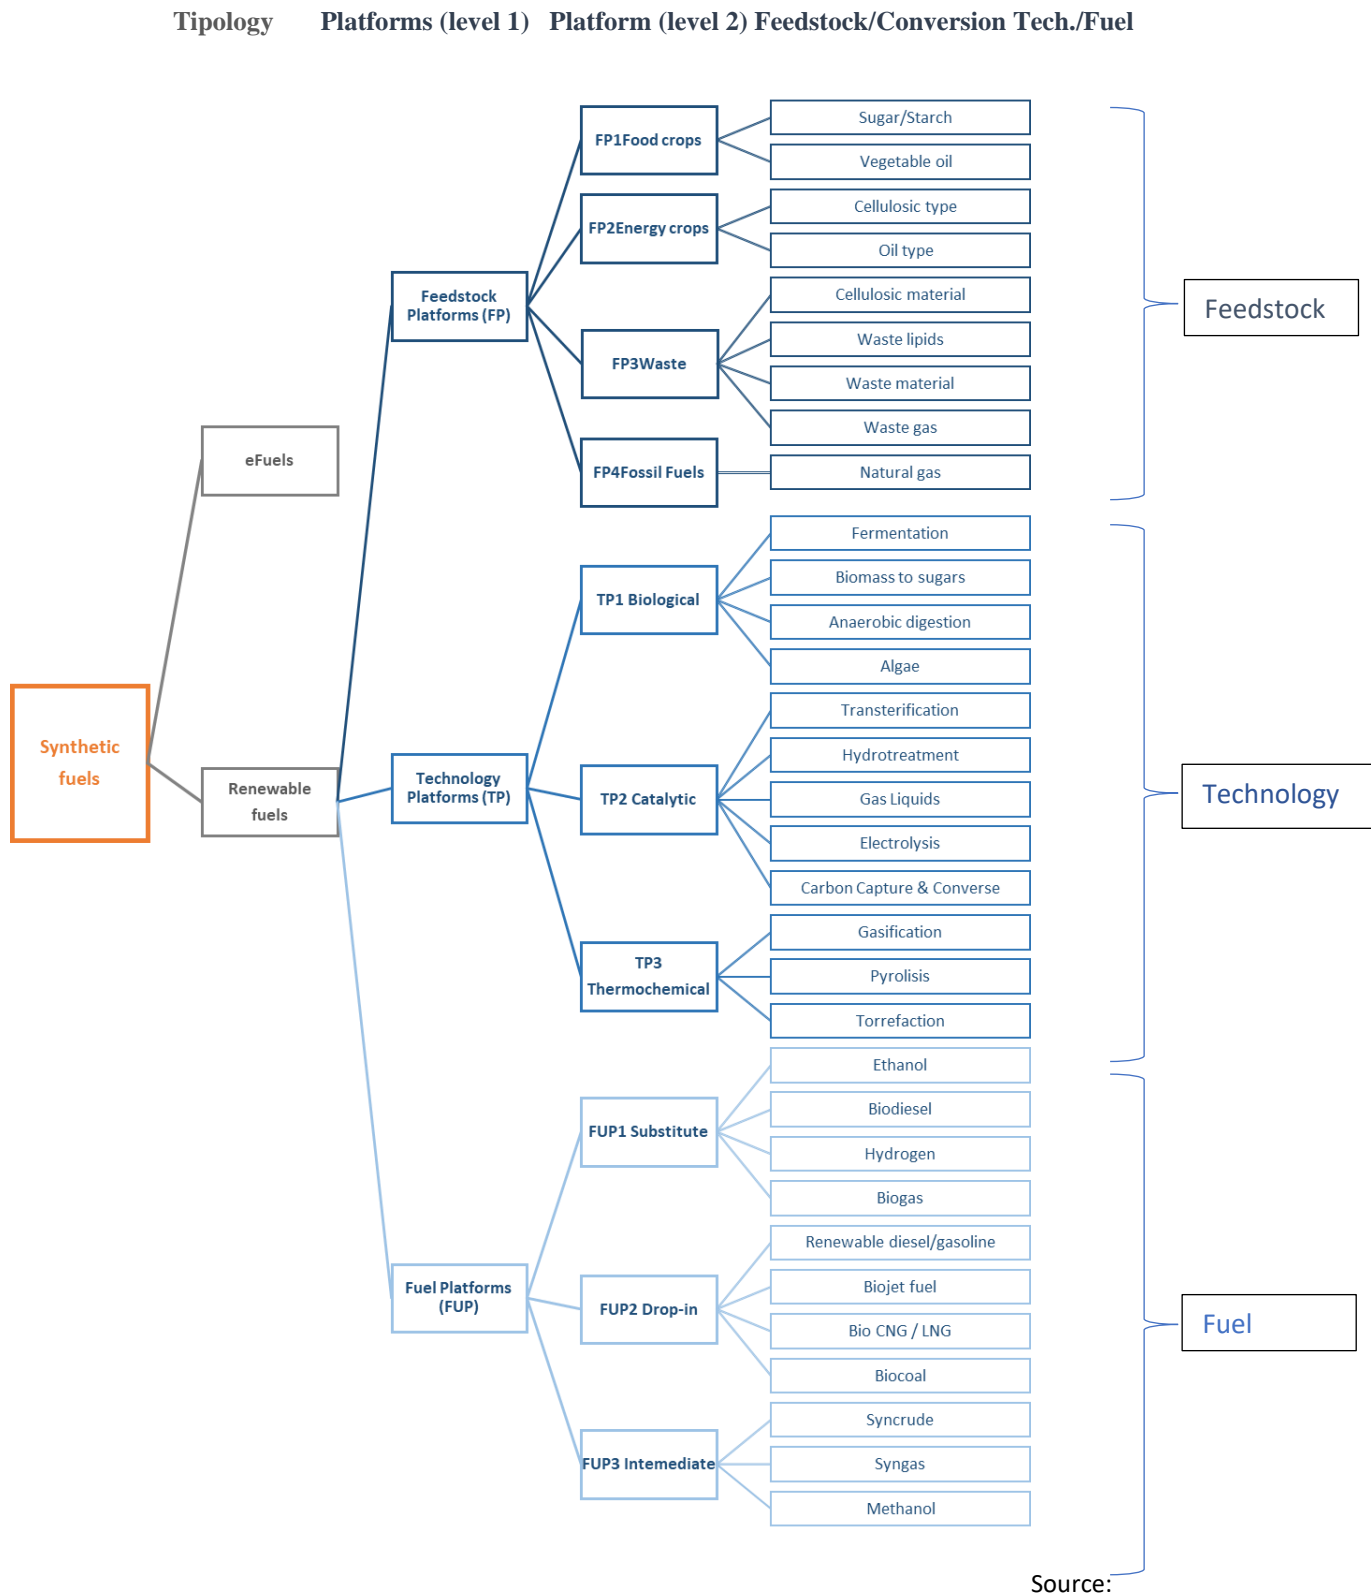 Tipology Platforms (level 1) Platform (level 2) Feedstock/Conversion Tech./Fuel
Synthetic
fuels
eFuels
Renewable
fuels
Feedstock
Platforms (FP)
FP1Food crops
Sugar/Starch
Vegetable oil
FP2Energy crops
Cellulosic type
Oil type
FP3Waste
Cellulosic material
Waste lipids
Waste material
Waste gas
FP4Fossil Fuels
Natural gas
Feedstock
Technology
Platforms (TP)
TP1 Biological
Fermentation
Biomass to sugars
Anaerobic digestion
Algae
TP2 Catalytic
Transterification
Hydrotreatment
Gas Liquids
Electrolysis
Carbon Capture & Converse
TP3
Thermochemical
Gasification
Pyrolisis
Torrefaction
Technology
Fuel Platforms
(FUP)
FUP1 Substitute
Ethanol
Biodiesel
Hydrogen
Biogas
FUP2 Drop-in
Renewable diesel/gasoline
Biojet fuel
Bio CNG / LNG
Biocoal
FUP3 Intemediate
Syncrude
Syngas
Methanol
Fuel
Source: